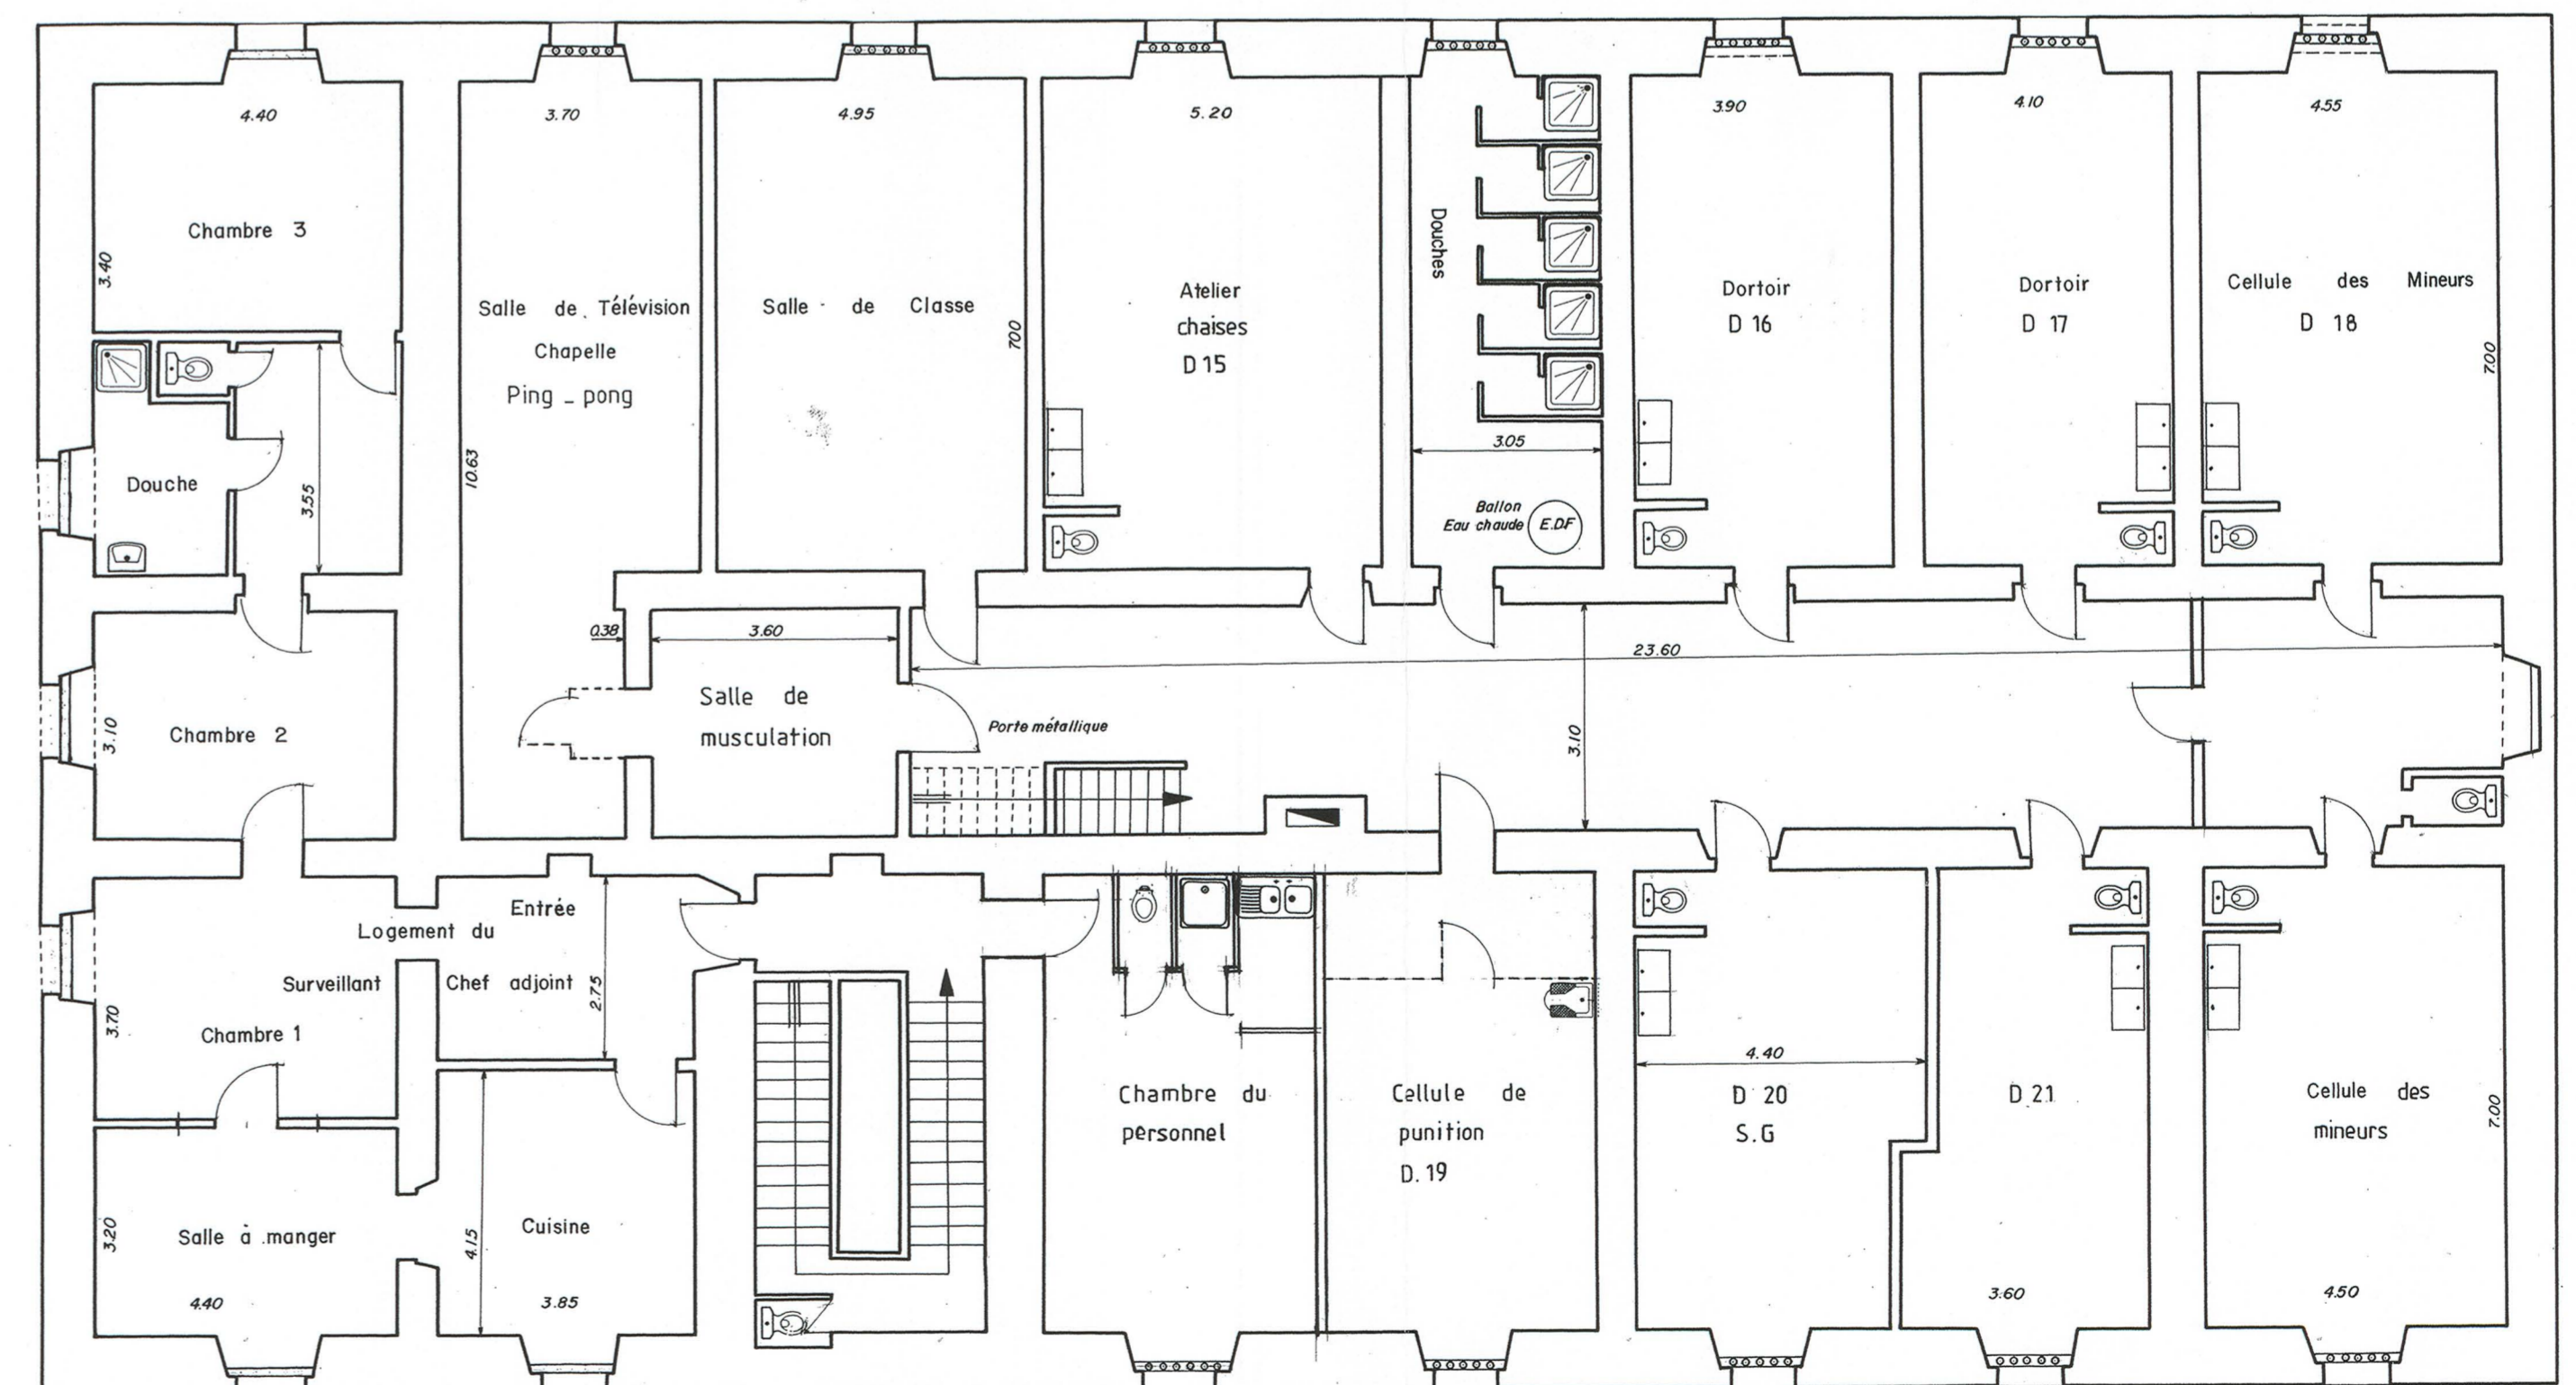 4.40
3.70
4.95
5.20
3.90
4.10
4.55
Chambre 3
3.40
Salle de Télévision
Chapelle
Ping _ pong
10.63
Salle de Classe
700
Atelier
chaises
D 15
Douches
3.05
Ballon
Eau chaude
E.D.F
Dortoir
D 16
Dortoir
D 17
Cellule des Mineurs
D 18
7.00
Douche
3.55
0.38
3.60
23.60
3.10
Salle de
musculation
Porte métallique
Chambre 2
3.10
Entrée
Logement du
Surveillant Chef adjoint
2.75
Chambre 1
3.70
Salle à manger
3.20
4.40
Cuisine
4.15
3.85
Chambre du
personnel
Cellule de
punition
D. 19
4.40
D 20
S.G
D 21
3.60
Cellule des
mineurs
7.00
4.50